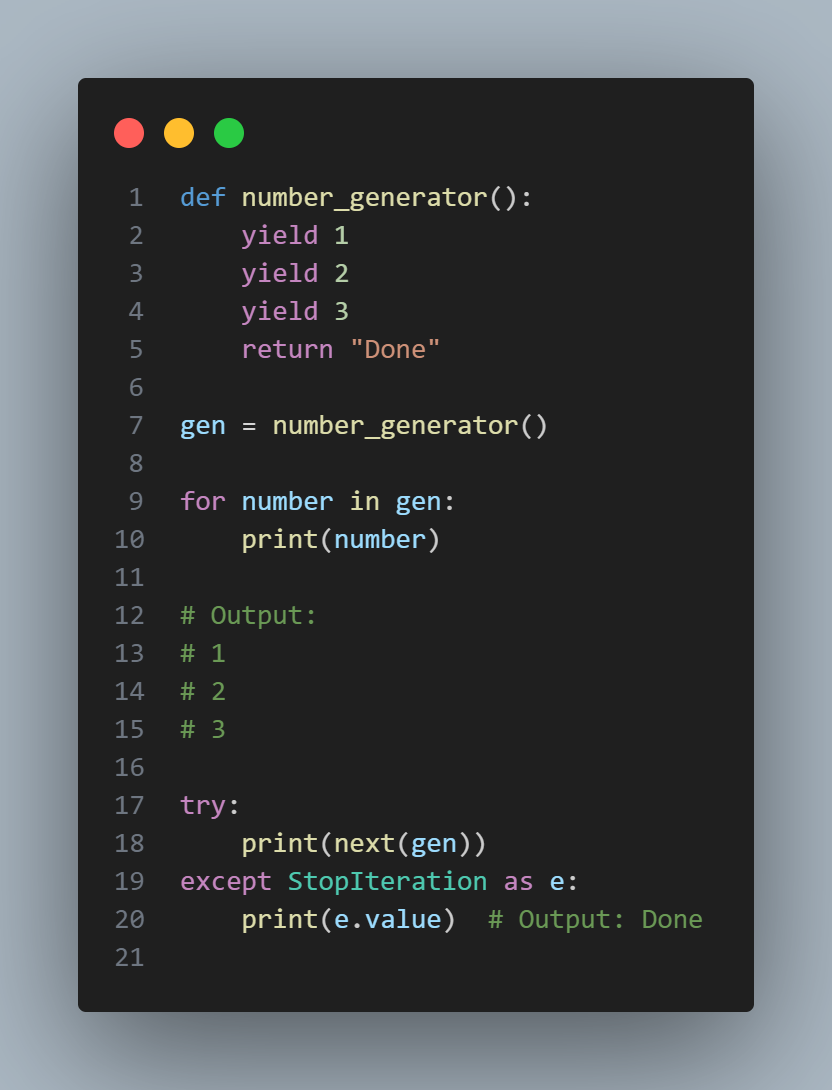 1 def number_generator():
2     yield 1
3     yield 2
4     yield 3
5     return "Done"
6
7 gen = number_generator()
8
9 for number in gen:
10     print(number)
11
12 # Output:
13 # 1
14 # 2
15 # 3
16
17 try:
18     print(next(gen))
19 except StopIteration as e:
20     print(e.value)  # Output: Done
21